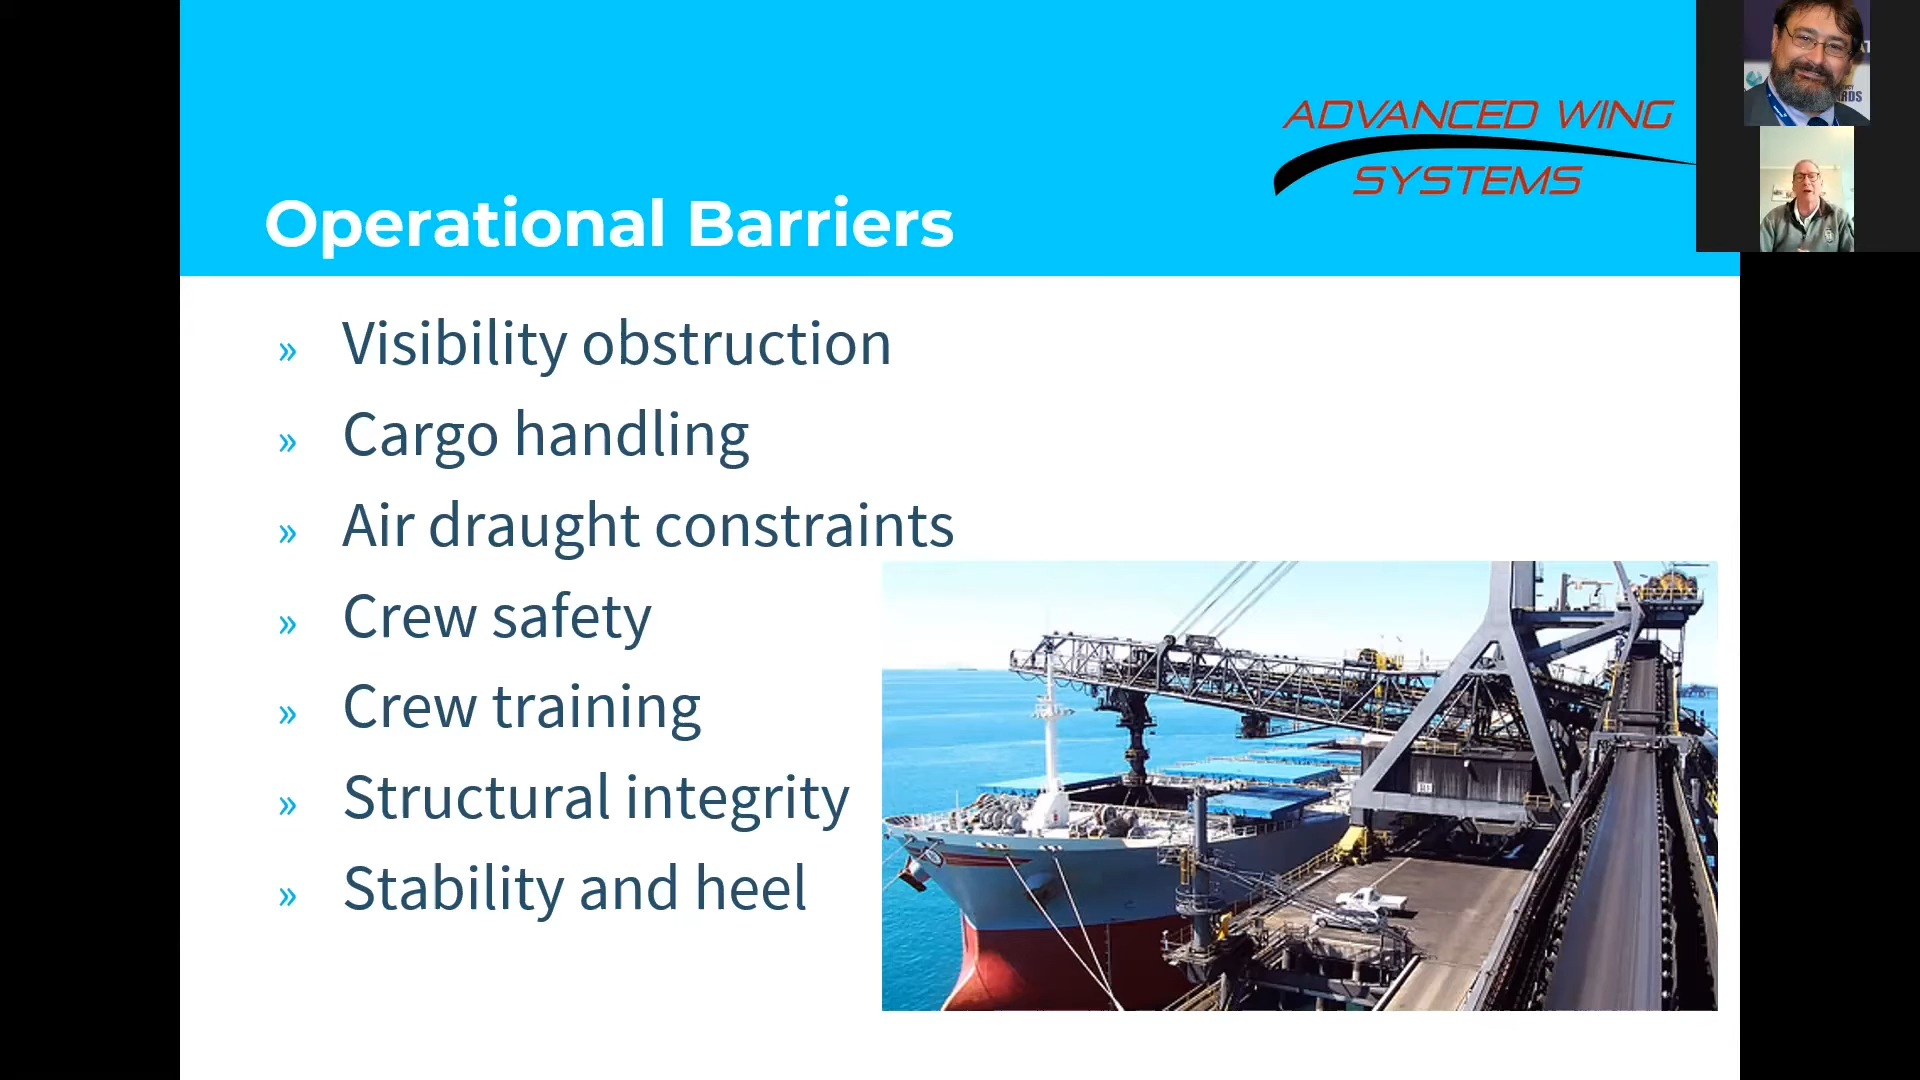 ADVANCED WING
SYSTEMS
Operational Barriers
» Visibility obstruction
» Cargo handling
» Air draught constraints
» Crew safety
» Crew training
» Structural integrity
» Stability and heel